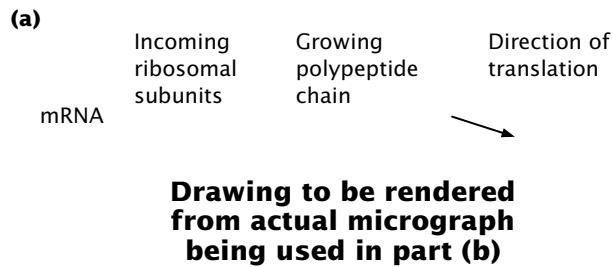 (a)
Incoming
ribosomal
subunits
Growing
polypeptide
chain
Direction of
translation
mRNA
Drawing to be rendered
from actual micrograph
being used in part (b)